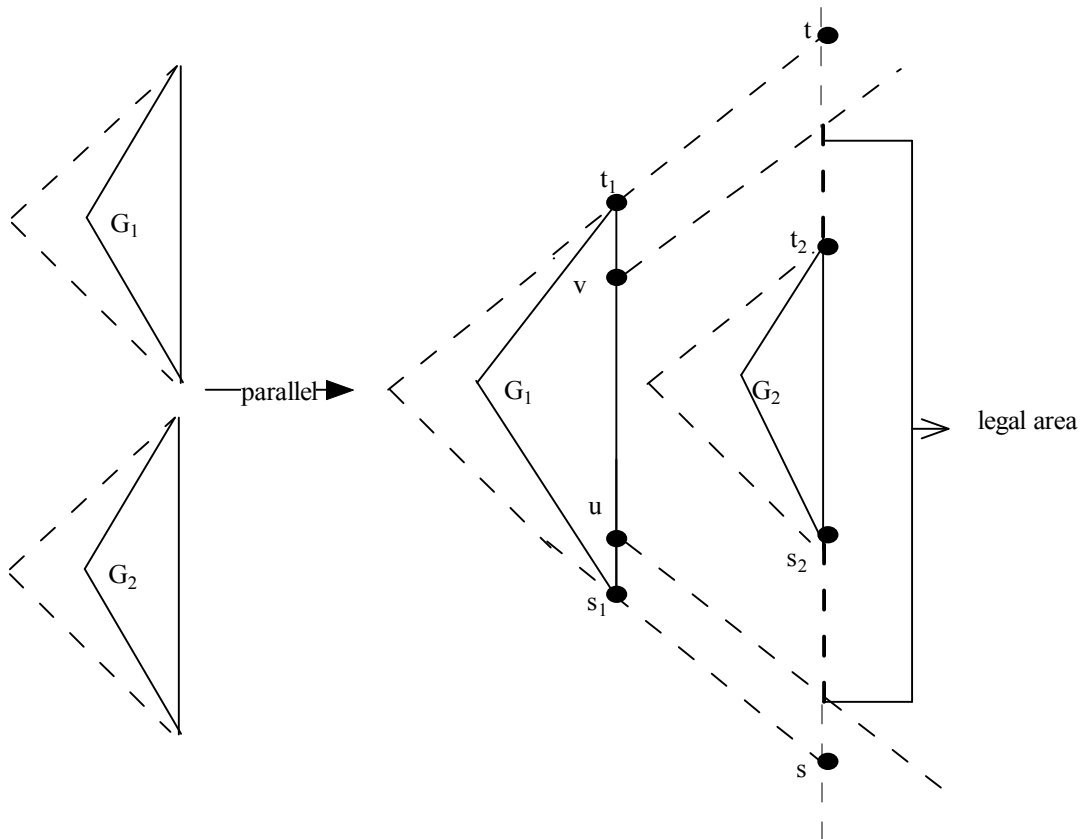 t
t₁
G₁
t₂
v
parallel
G₁
G₂
legal area
u
s₂
G₂
s₁
s